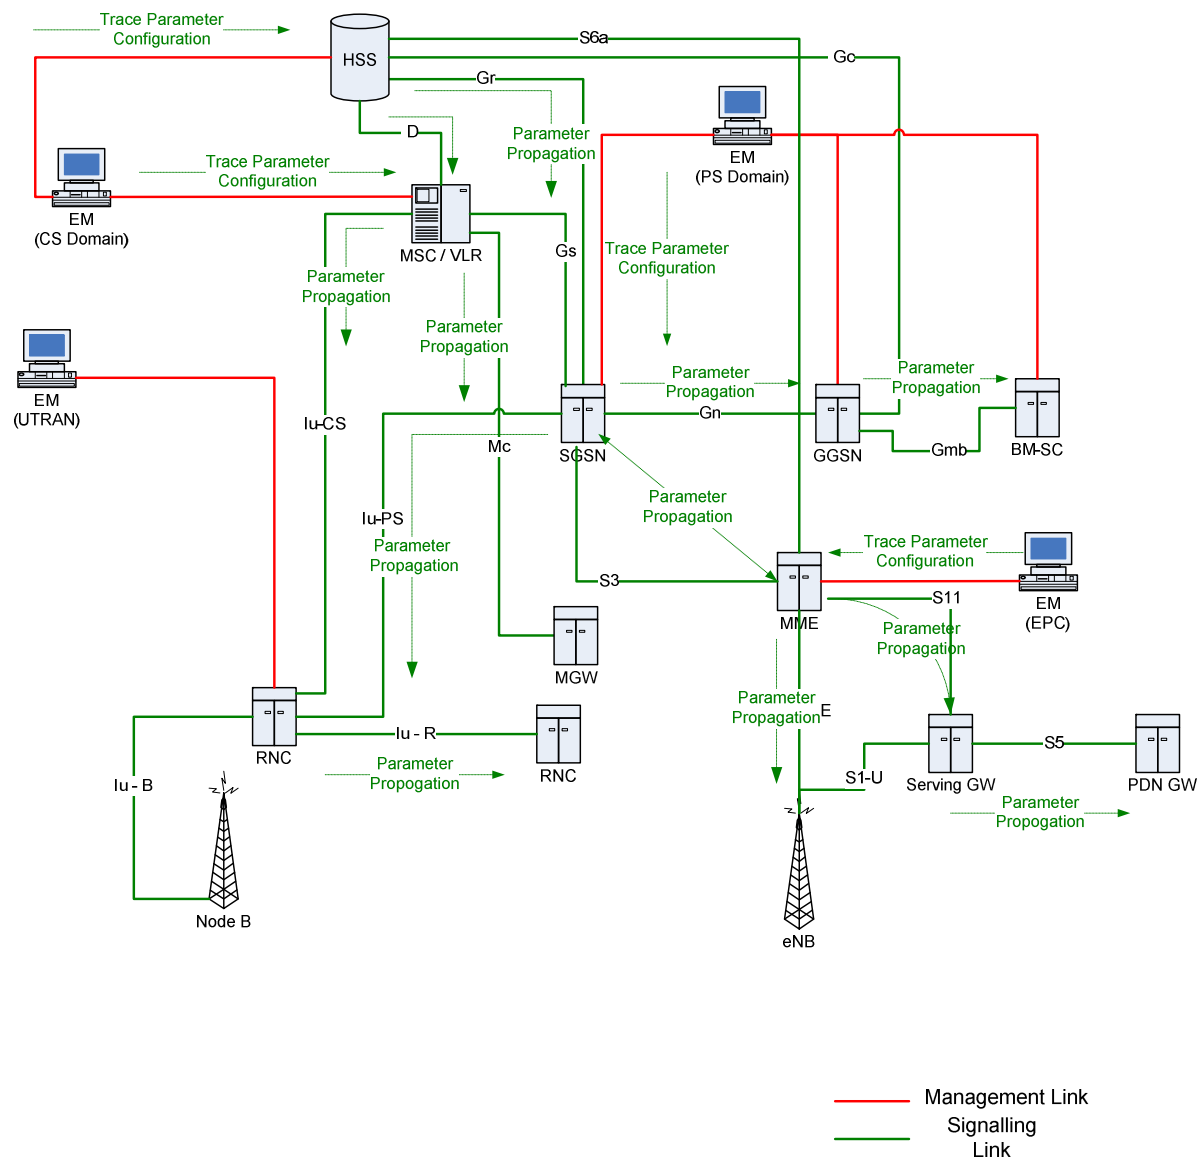 Trace Parameter
Configuration
HSS
S6a
Gc
Gr
D
Parameter
Propagation
EM
(PS Domain)
Trace Parameter
Configuration
EM
(CS Domain)
MSC / VLR
Gs
Trace Parameter
Configuration
Parameter
Propagation
Parameter
Propagation
EM
(UTRAN)
Parameter
Propagation
Parameter
Propagation
Iu-CS
Gn
Mc
SGSN
GGSN
Gmb
BM-SC
Parameter
Propagation
Iu-PS
Parameter
Propagation
Trace Parameter
Configuration
S3
MME
EM
(EPC)
S11
Parameter
Propagation
MGW
Parameter
Propagation
E
Iu - R
RNC
RNC
Parameter
Propogation
Iu - B
S5
S1-U
Serving GW
PDN GW
Parameter
Propogation
Node B
eNB
Management Link
Signalling
Link